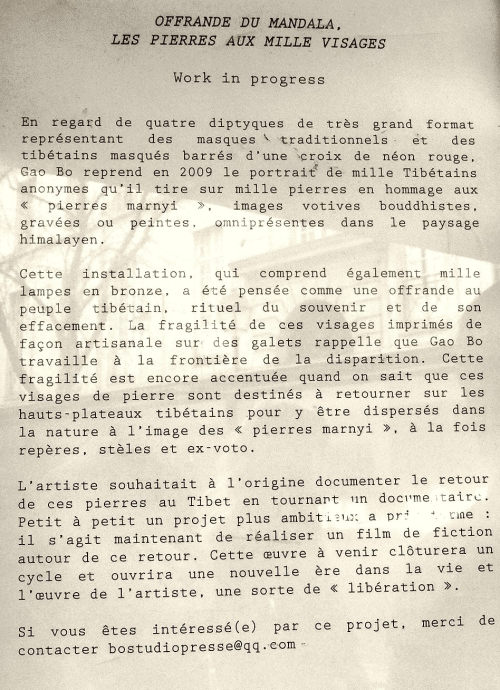 OFFRANDE DU MANDALA,
LES PIERRES AUX MILLE VISAGES
Work in progress
En regard de quatre diptyques de très grand format
représentant des masques traditionnels et des
tibétains masqués barrés d'une croix de néon rouge,
Gao Bo reprend en 2009 le portrait de mille Tibétains
anonymes qu'il tire sur mille pierres en hommage aux
« pierres marnyi », images votives bouddhistes,
gravées ou peintes, omniprésentes dans le paysage
himalayen.
Cette installation, qui comprend également mille
lampes en bronze, a été pensée comme une offrande au
peuple tibétain, rituel du souvenir et de son
effacement. La fragilité de ces visages imprimés de
façon artisanale sur des galets rappelle que Gao Bo
travaille à la frontière de la disparition. Cette
fragilité est encore accentuée quand on sait que ces
visages de pierre sont destinés à retourner sur les
hauts-plateaux tibétains pour y être dispersés dans
la nature à l'image des « pierres marnyi », à la fois
repères, stèles et ex-voto.
L'artiste souhaitait à l'origine documenter le retour
de ces pierres au Tibet en tournant un documentaire.
Petit à petit un projet plus ambitieux a :
il s'agit maintenant de réaliser un film de fiction
autour de ce retour. Cette œuvre à venir clôturera un
cycle et ouvrira une nouvelle ère dans la vie et
l'œuvre de l'artiste, une sorte de « libération ».
Si vous êtes intéressé(e) par ce projet, merci de
contacter bostudiopresse@qq.com